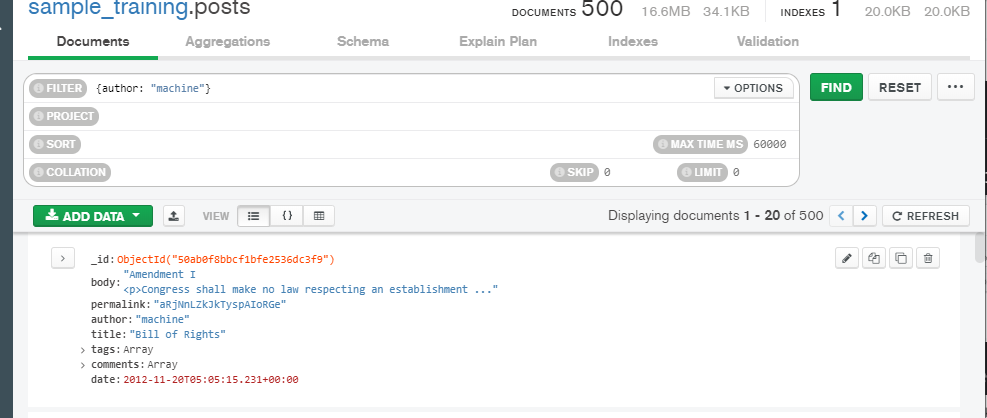 sample_training.posts
DOCUMENTS 500 16.6MB 34.1KB INDEXES 1 20.0KB 20.0KB
Documents Aggregations Schema Explain Plan Indexes Validation
FILTER {author: "machine"} OPTIONS FIND RESET ...
PROJECT
SORT MAX TIME MS 60000
COLLATION SKIP 0 LIMIT 0
ADD DATA VIEW {} Displaying documents 1 - 20 of 500 < > REFRESH
_id: ObjectId("50ab0f8bbcf1bfe2536dc3f9")
body: "Amendment I
<p>Congress shall make no law respecting an establishment ..."
permalink: "aRjNnLZkJkTyspAIoRGe"
author: "machine"
title: "Bill of Rights"
> tags: Array
> comments: Array
date: 2012-11-20T05:05:15.231+00:00